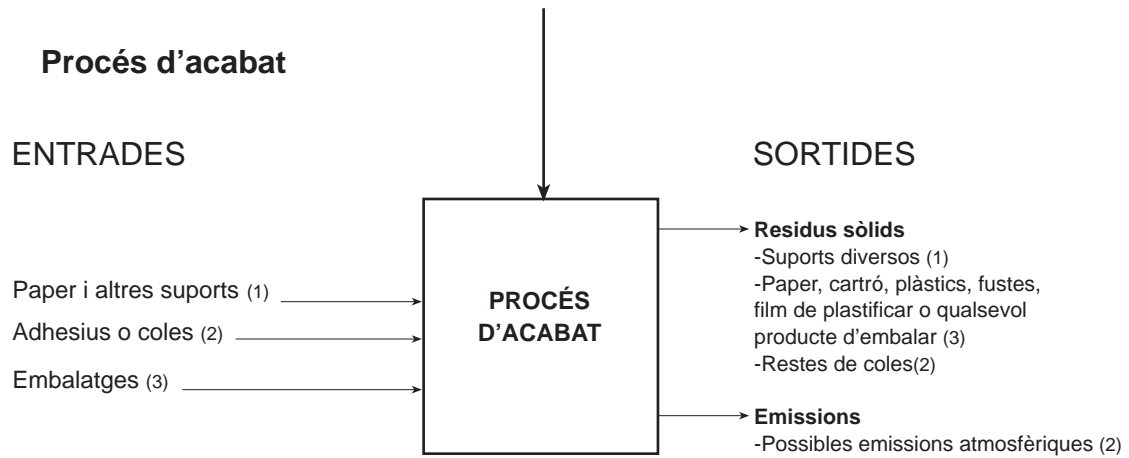 Procés d’acabat
ENTRADES
SORTIDES
Paper i altres suports (1)
Adhesius o coles (2)
Embalatges (3)
PROCÉS
D’ACABAT
Residus sòlids
-Suports diversos (1)
-Paper, cartró, plàstics, fustes,
film de plastificar o qualsevol
producte d’embalar (3)
-Restes de coles(2)
Emissions
-Possibles emissions atmosfèriques (2)